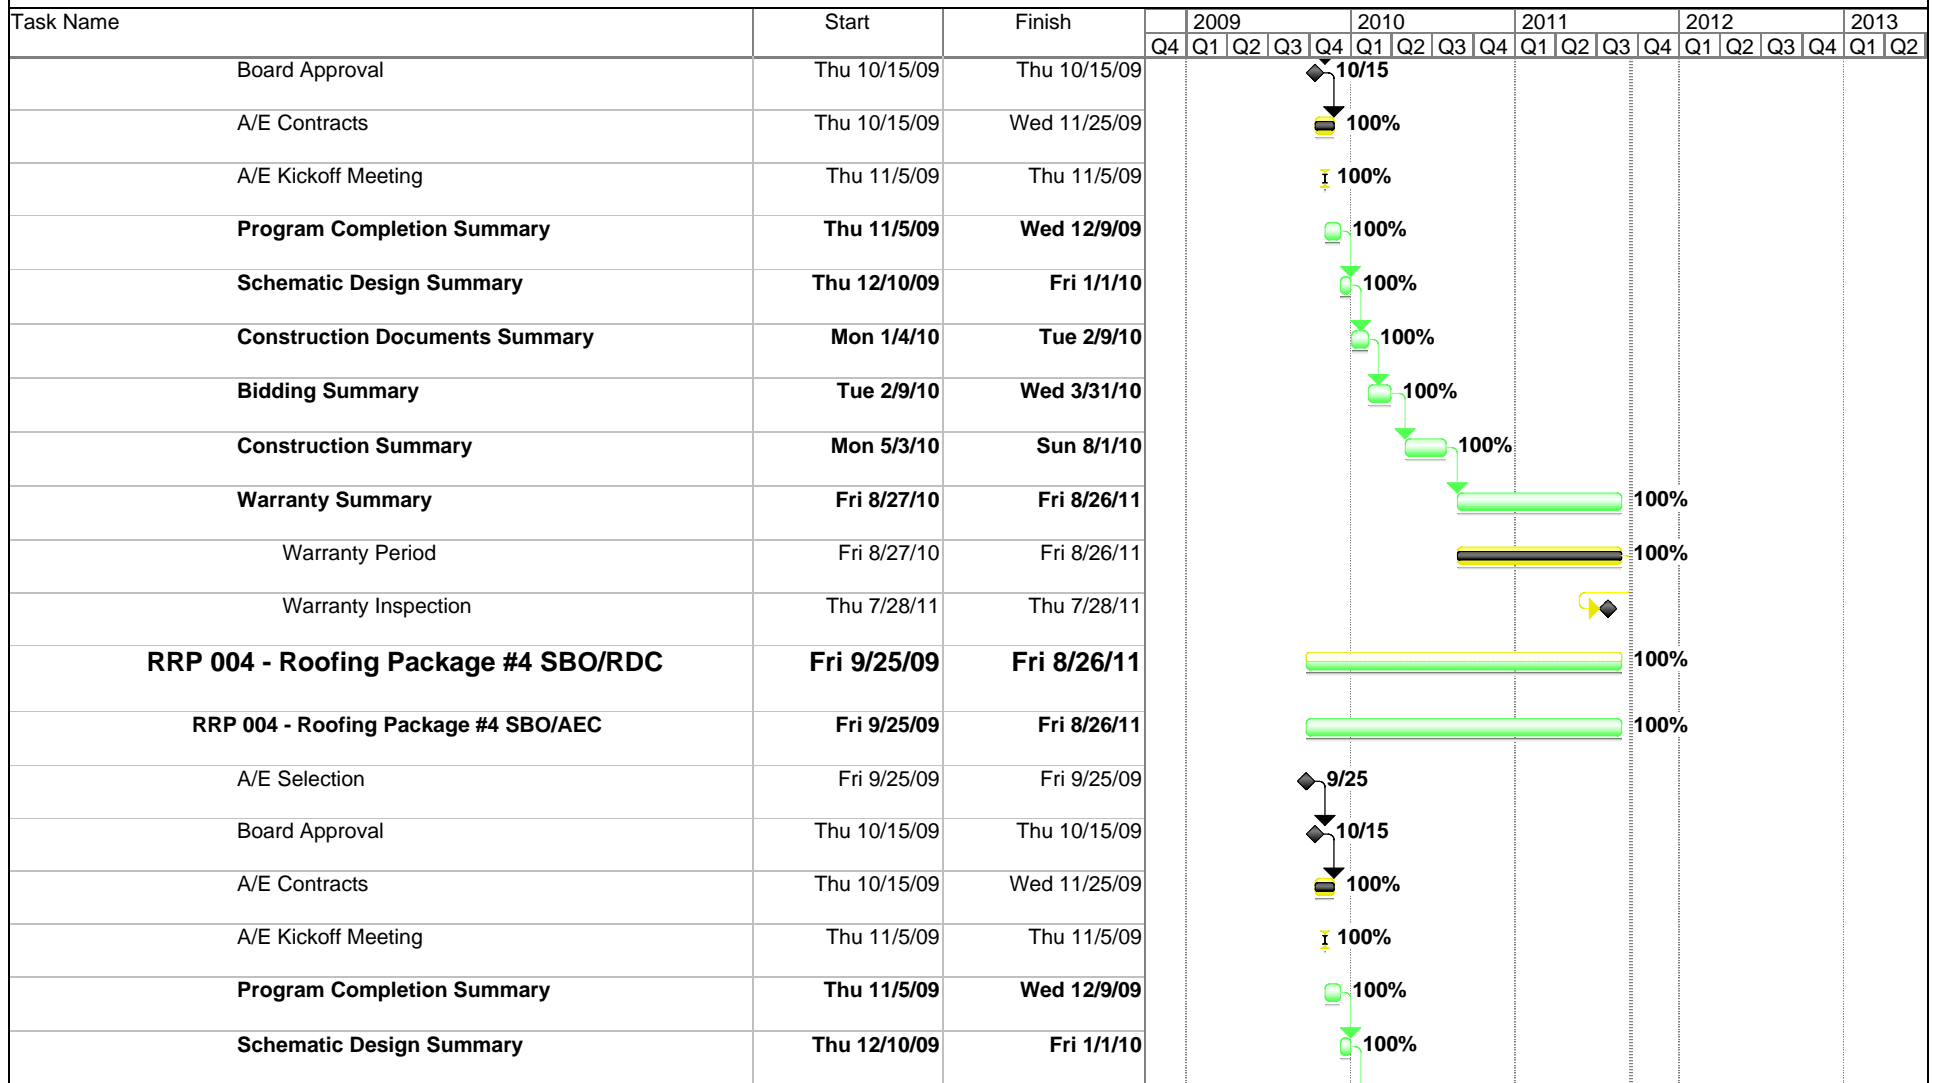 Task Name Start Finish 2009 2010 2011 2012 2013
Q4 Q1 Q2 Q3 Q4 Q1 Q2 Q3 Q4 Q1 Q2 Q3 Q4 Q1 Q2 Q3 Q4 Q1 Q2
Board Approval Thu 10/15/09 Thu 10/15/09 10/15
A/E Contracts Thu 10/15/09 Wed 11/25/09 100%
A/E Kickoff Meeting Thu 11/5/09 Thu 11/5/09 100%
Program Completion Summary Thu 11/5/09 Wed 12/9/09 100%
Schematic Design Summary Thu 12/10/09 Fri 1/1/10 100%
Construction Documents Summary Mon 1/4/10 Tue 2/9/10 100%
Bidding Summary Tue 2/9/10 Wed 3/31/10 100%
Construction Summary Mon 5/3/10 Sun 8/1/10 100%
Warranty Summary Fri 8/27/10 Fri 8/26/11 100%
Warranty Period Fri 8/27/10 Fri 8/26/11 100%
Warranty Inspection Thu 7/28/11 Thu 7/28/11
RRP 004 - Roofing Package #4 SBO/RDC Fri 9/25/09 Fri 8/26/11 100%
RRP 004 - Roofing Package #4 SBO/AEC Fri 9/25/09 Fri 8/26/11 100%
A/E Selection Fri 9/25/09 Fri 9/25/09 9/25
Board Approval Thu 10/15/09 Thu 10/15/09 10/15
A/E Contracts Thu 10/15/09 Wed 11/25/09 100%
A/E Kickoff Meeting Thu 11/5/09 Thu 11/5/09 100%
Program Completion Summary Thu 11/5/09 Wed 12/9/09 100%
Schematic Design Summary Thu 12/10/09 Fri 1/1/10 100%